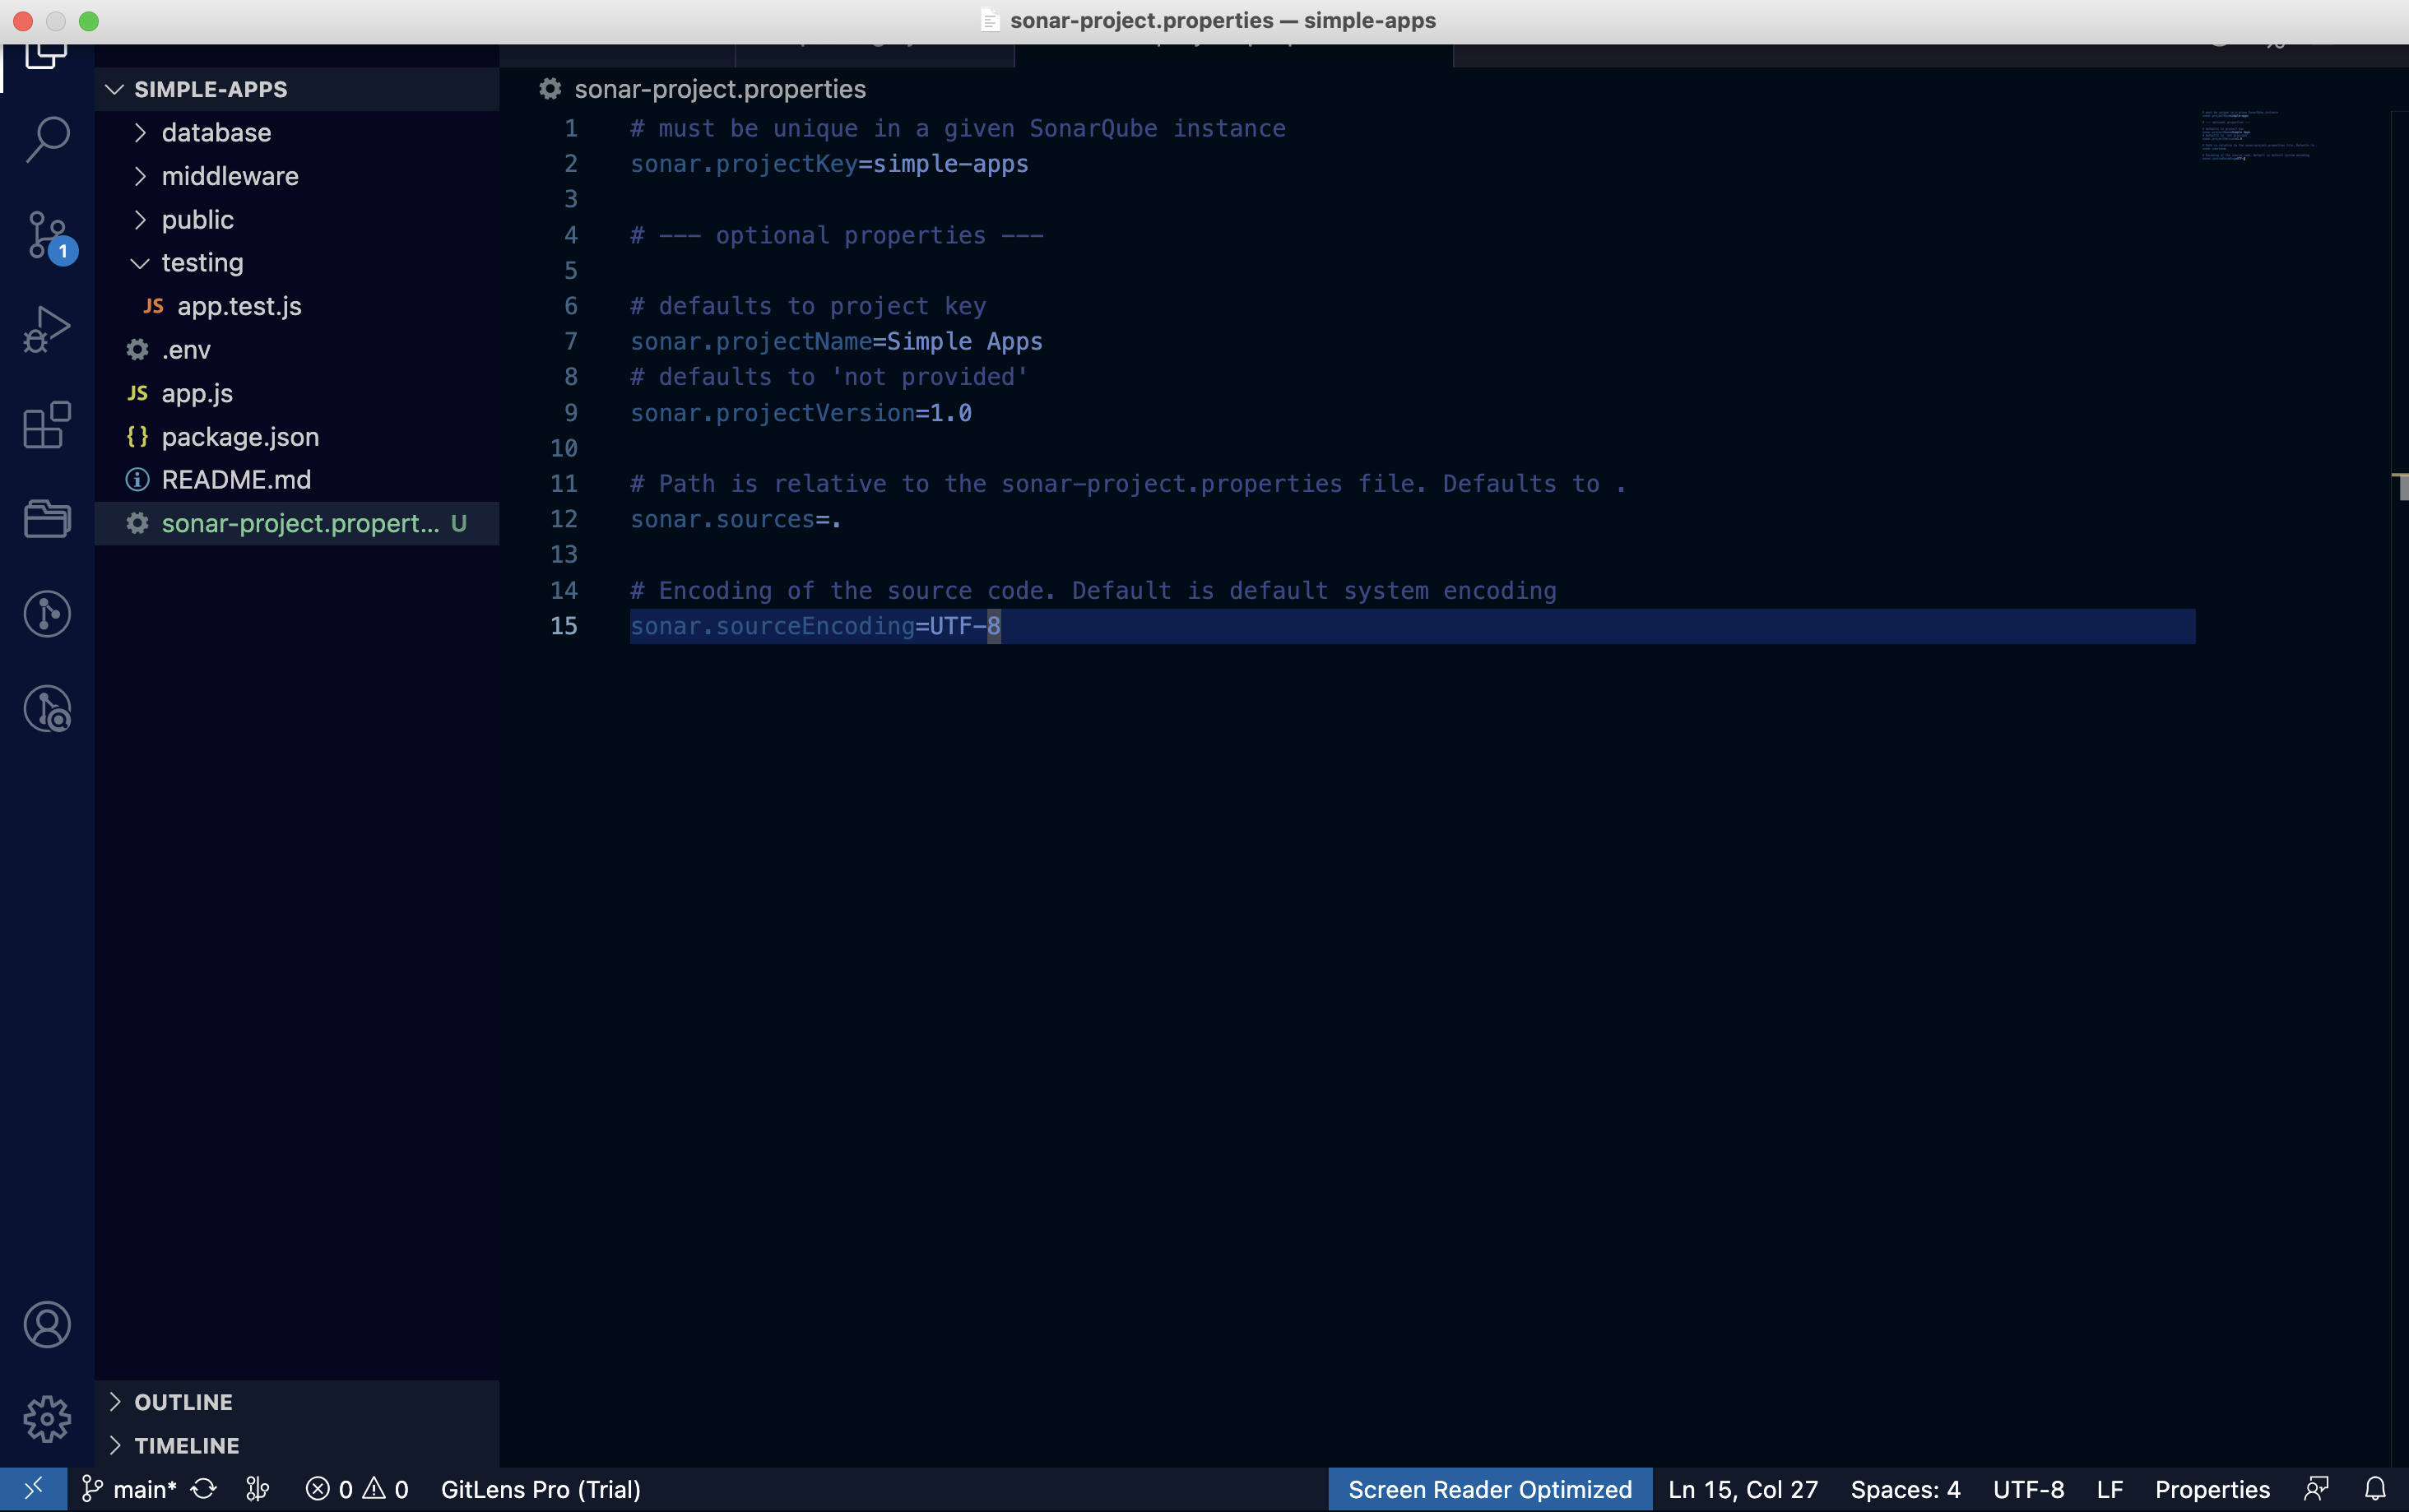 sonar-project.properties — simple-apps
SIMPLE-APPS
database
middleware
public
testing
JS app.test.js
.env
JS app.js
{} package.json
README.md
sonar-project.propert... U
1
OUTLINE
TIMELINE
sonar-project.properties
1 # must be unique in a given SonarQube instance
2 sonar.projectKey=simple-apps
3
4 # --- optional properties ---
5
6 # defaults to project key
7 sonar.projectName=Simple Apps
8 # defaults to 'not provided'
9 sonar.projectVersion=1.0
10
11 # Path is relative to the sonar-project.properties file. Defaults to .
12 sonar.sources=.
13
14 # Encoding of the source code. Default is default system encoding
15 sonar.sourceEncoding=UTF-8
main* 0 0 GitLens Pro (Trial) Screen Reader Optimized Ln 15, Col 27 Spaces: 4 UTF-8 LF Properties